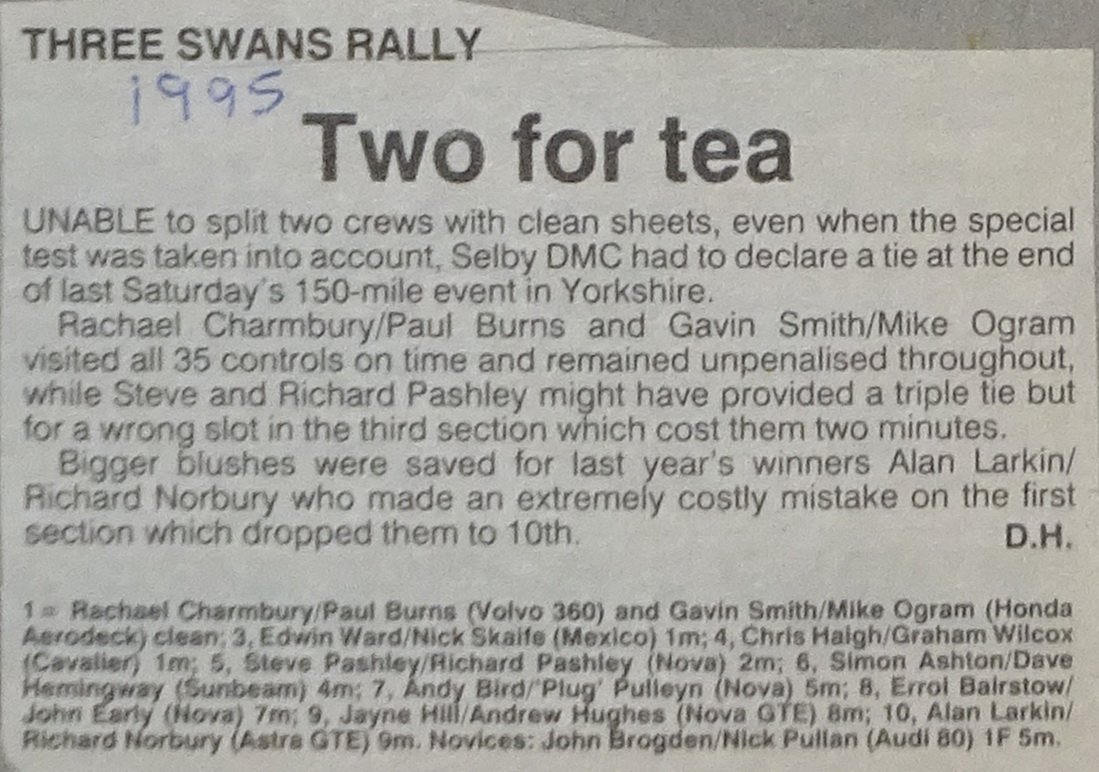 THREE SWANS RALLY
1995
Two for tea
UNABLE to split two crews with clean sheets, even when the special
test was taken into account, Selby DMC had to declare a tie at the end
of last Saturday's 150-mile event in Yorkshire.
Rachael Charmbury/Paul Burns and Gavin Smith/Mike Ogram
visited all 35 controls on time and remained unpenalised throughout,
while Steve and Richard Pashley might have provided a triple tie but
for a wrong slot in the third section which cost them two minutes.
Bigger blushes were saved for last year's winners Alan Larkin/
Richard Norbury who made an extremely costly mistake on the first
section which dropped them to 10th.
D.H.
1= Rachael Charmbury/Paul Burns (Volvo 360) and Gavin Smith/Mike Ogram (Honda
Aerodeck) clean; 3, Edwin Ward/Nick Skaife (Mexico) 1m; 4, Chris Haigh/Graham Wilcox
(Cavalier) 1m; 5, Steve Pashley/Richard Pashley (Nova) 2m; 6, Simon Ashton/Dave
Hemingway (Sunbeam) 4m; 7, Andy Bird/'Plug' Pulleyn (Nova) 5m; 8, Errol Bairstow/
John Early (Nova) 7m; 9, Jayne Hill/Andrew Hughes (Nova GTE) 8m; 10, Alan Larkin/
Richard Norbury (Astra GTE) 9m. Novices: John Brogden/Nick Pullan (Audi 80) 1F 5m.